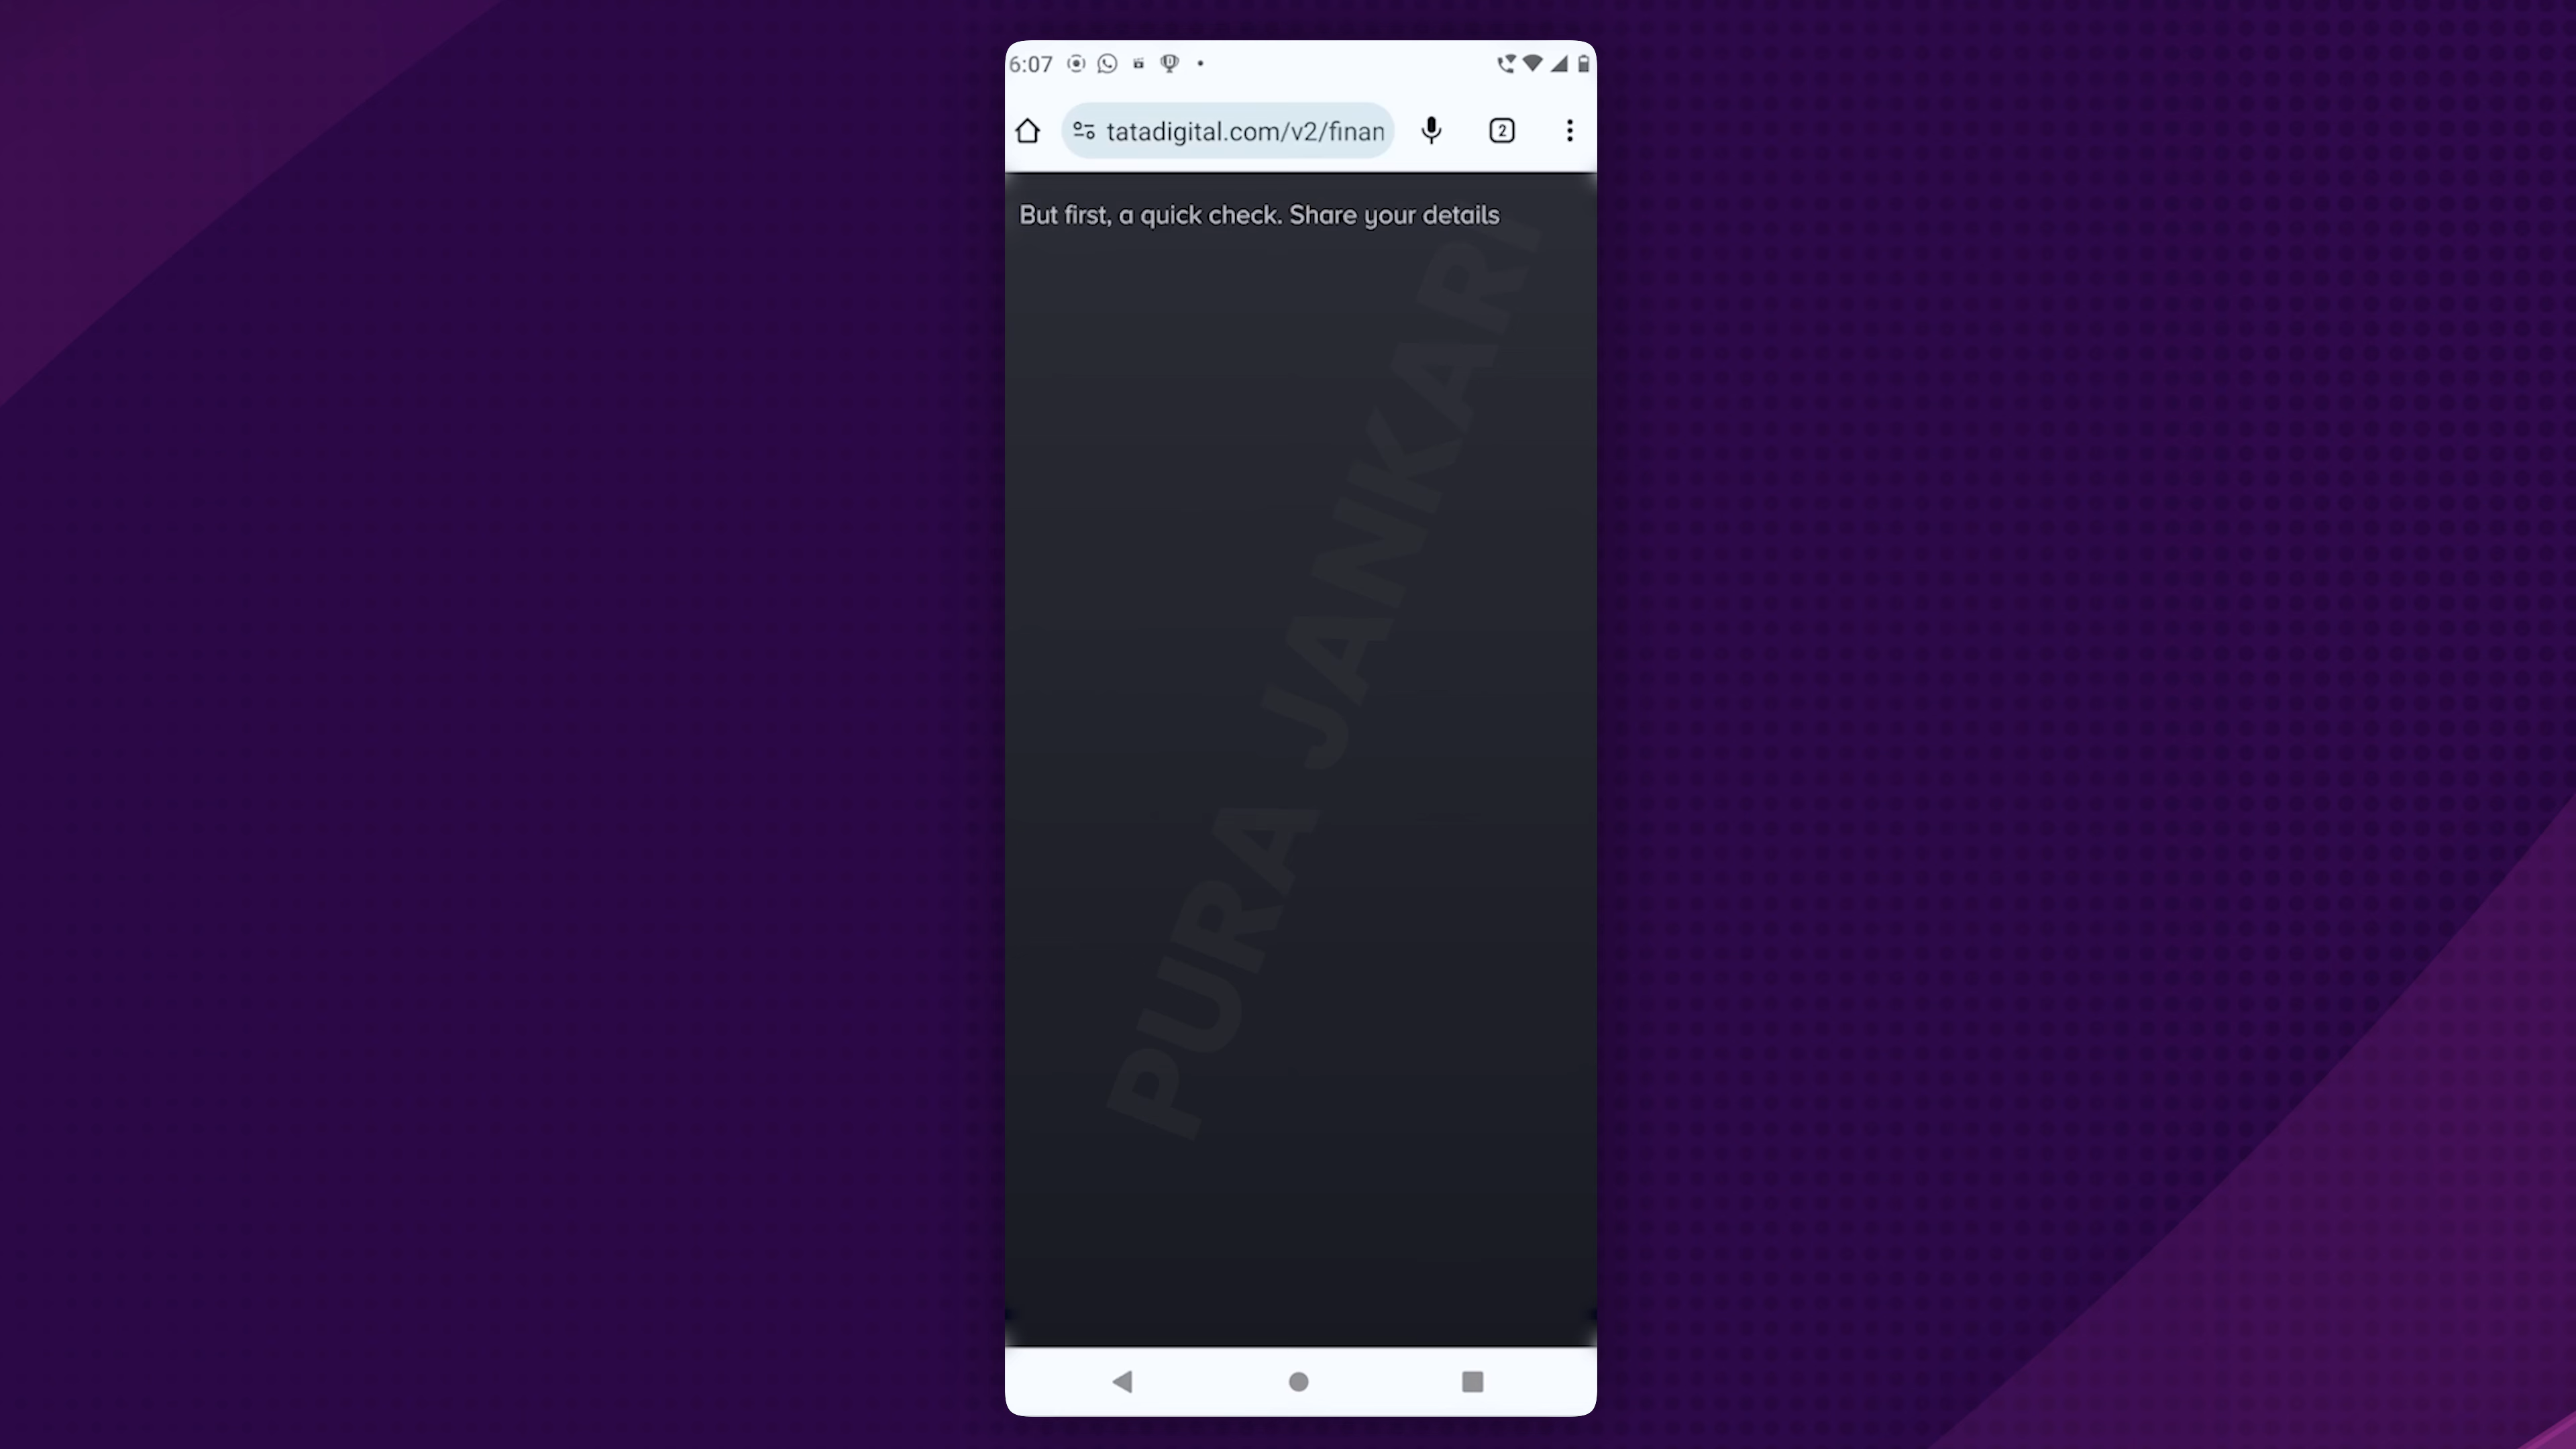 6:07
tatadigital.com/v2/finan
2
But first, a quick check. Share your details
PURA JANKARI